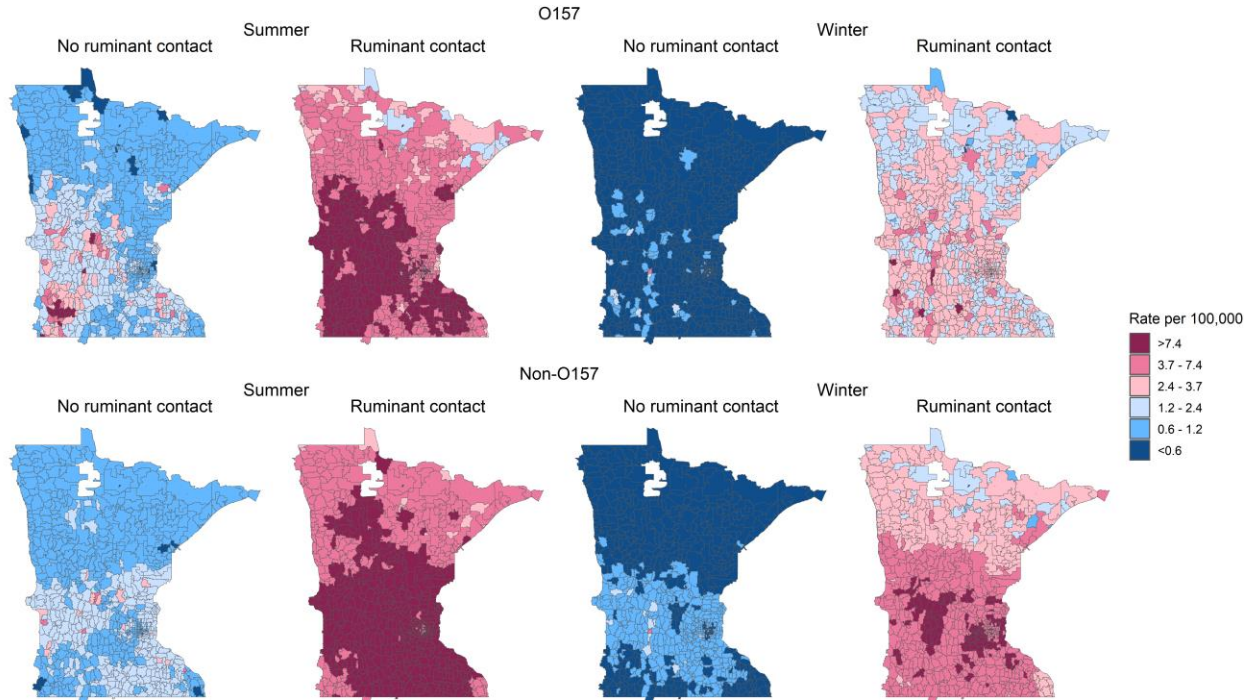 O157
Summer
Winter
No ruminant contact
Ruminant contact
No ruminant contact
Ruminant contact
Rate per 100,000
>7.4
3.7 - 7.4
2.4 - 3.7
1.2 - 2.4
0.6 - 1.2
<0.6
Non-O157
Summer
Winter
No ruminant contact
Ruminant contact
No ruminant contact
Ruminant contact